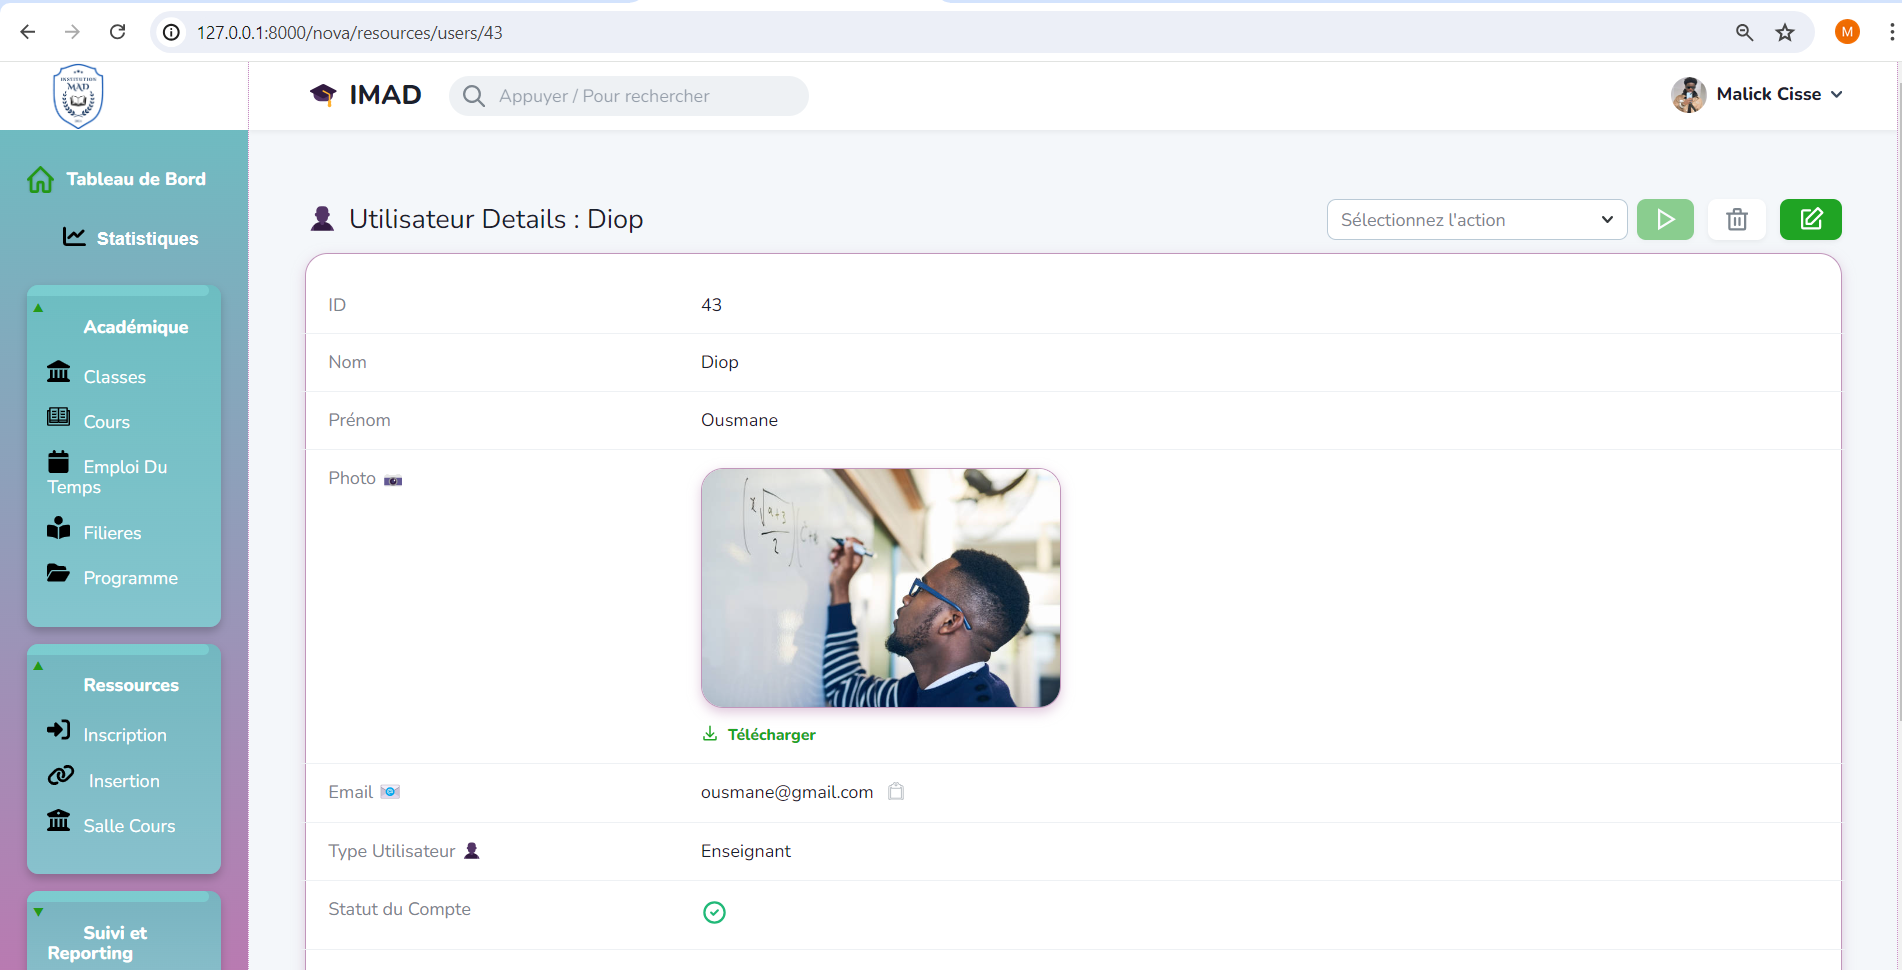 127.0.0.1:8000/nova/resources/users/43
M
INSTITUTION
MAD
IMAD
Appuyer / Pour rechercher
Malick Cisse
Tableau de Bord
Statistiques
Académique
Classes
Cours
Emploi Du
Temps
Filieres
Programme
Ressources
Inscription
Insertion
Salle Cours
Suivi et
Reporting
Utilisateur Details : Diop
Sélectionnez l'action
ID
43
Nom
Diop
Prénom
Ousmane
Photo
Télécharger
Email
ousmane@gmail.com
Type Utilisateur
Enseignant
Statut du Compte